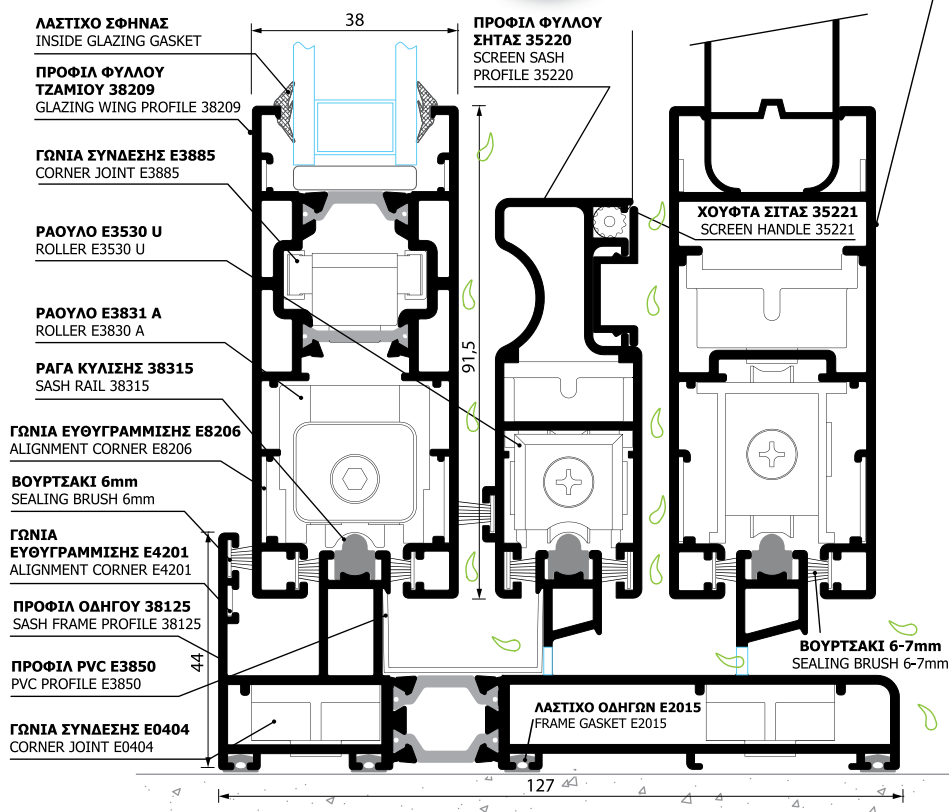 ΛΑΣΤΙΧΟ ΣΦΗΝΑΣ
INSIDE GLAZING GASKET
ΠΡΟΦΙΛ ΦΥΛΛΟΥ
ΤΖΑΜΙΟΥ 38209
GLAZING WING PROFILE 38209
ΓΩΝΙΑ ΣΥΝΔΕΣΗΣ E3885
CORNER JOINT E3885
ΡΑΟΥΛΟ E3530 U
ROLLER E3530 U
ΡΑΟΥΛΟ E3831 A
ROLLER E3830 A
ΡΑΓΑ ΚΥΛΙΣΗΣ 38315
SASH RAIL 38315
ΓΩΝΙΑ ΕΥΘΥΓΡΑΜΜΙΣΗΣ E8206
ALIGNMENT CORNER E8206
ΒΟΥΡΤΣΑΚΙ 6mm
SEALING BRUSH 6mm
ΓΩΝΙΑ
ΕΥΘΥΓΡΑΜΜΙΣΗΣ E4201
ALIGNMENT CORNER E4201
ΠΡΟΦΙΛ ΟΔΗΓΟΥ 38125
SASH FRAME PROFILE 38125
ΠΡΟΦΙΛ PVC E3850
PVC PROFILE E3850
ΓΩΝΙΑ ΣΥΝΔΕΣΗΣ E0404
CORNER JOINT E0404
38
ΠΡΟΦΙΛ ΦΥΛΛΟΥ
ΣΗΤΑΣ 35220
SCREEN SASH
PROFILE 35220
ΧΟΥΦΤΑ ΣΙΤΑΣ 35221
SCREEN HANDLE 35221
91,5
44
ΒΟΥΡΤΣΑΚΙ 6-7mm
SEALING BRUSH 6-7mm
ΛΑΣΤΙΧΟ ΟΔΗΓΩΝ E2015
FRAME GASKET E2015
127